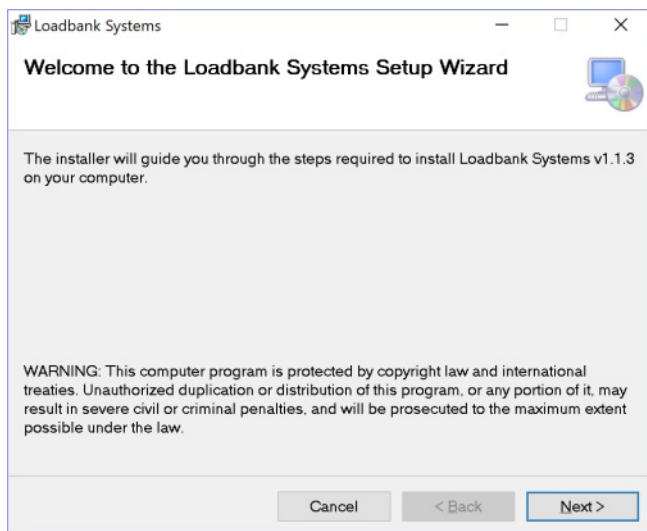 Loadbank Systems
Welcome to the Loadbank Systems Setup Wizard
The installer will guide you through the steps required to install Loadbank Systems v1.1.3
on your computer.
WARNING: This computer program is protected by copyright law and international
treaties. Unauthorized duplication or distribution of this program, or any portion of it, may
result in severe civil or criminal penalties, and will be prosecuted to the maximum extent
possible under the law.
Cancel < Back Next >